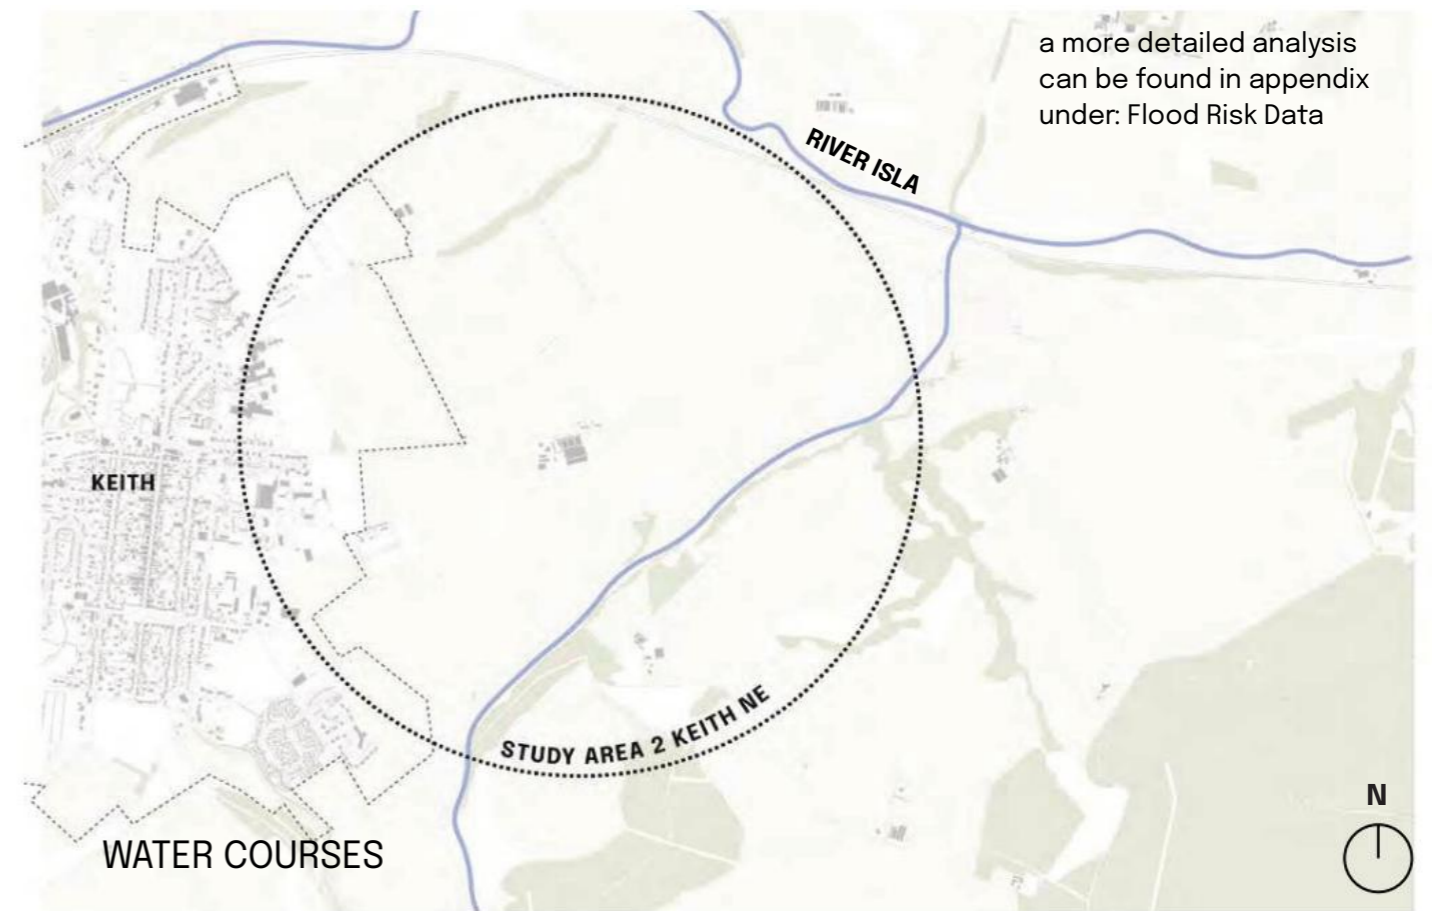 a more detailed analysis
can be found in appendix
under: Flood Risk Data
RIVER ISLA
KEITH
STUDY AREA 2 KEITH NE
N
WATER COURSES